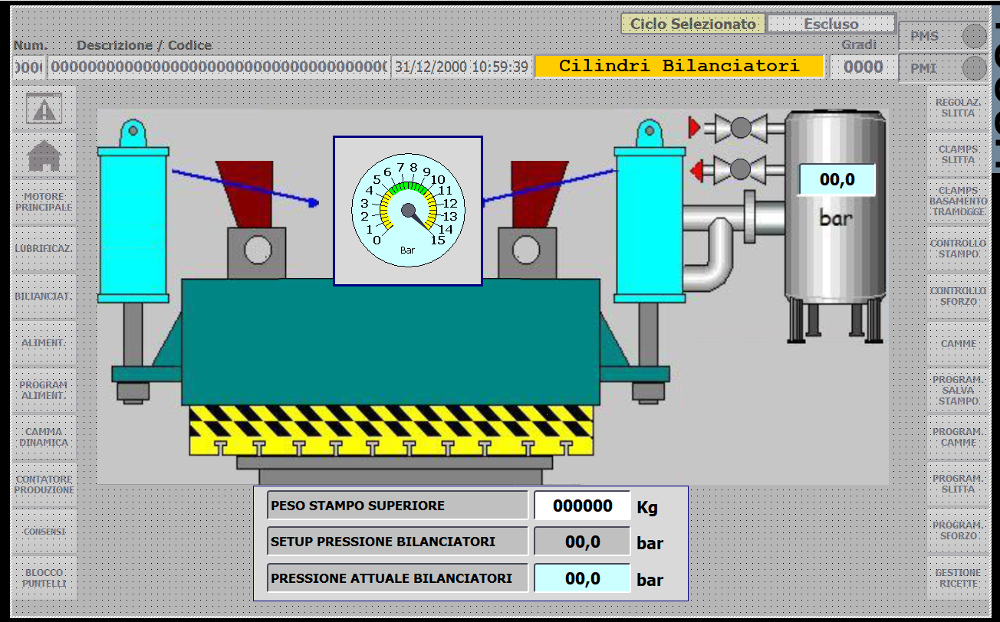 Ciclo Selezionato
Escluso
Num.
Descrizione / Codice
Gradi
PMS
31/12/2000 10:59:39
Cilindri Bilanciatori
0000
PMI
REGOLAZ.
SLITTA
CLAMPS
SLITTA
MOTORE
PRINCIPALE
CLAMPS
BASAMENTO
TRAMOGGE
LUBRIFICAZ.
CONTROLLO
STAMPO
BILIANCIAT.
CONTROLLO
SFORZO
ALIMENT.
CAMME
PROGRAM
ALIMENT.
PROGRAM.
SALVA
STAMPO
CAMMA
DINAMICA
PROGRAM.
CAMME
CONTATORE
PRODUZIONE
PROGRAM.
SLITTA
CONSENSI
PROGRAM.
SFORZO
BLOCCO
PUNTELLI
GESTIONE
RICETTE
0
1
2
3
4
5
6
7
8
9
10
11
12
13
14
15
Bar
00,0
bar
PESO STAMPO SUPERIORE 000000 Kg
SETUP PRESSIONE BILANCIATORI 00,0 bar
PRESSIONE ATTUALE BILANCIATORI 00,0 bar